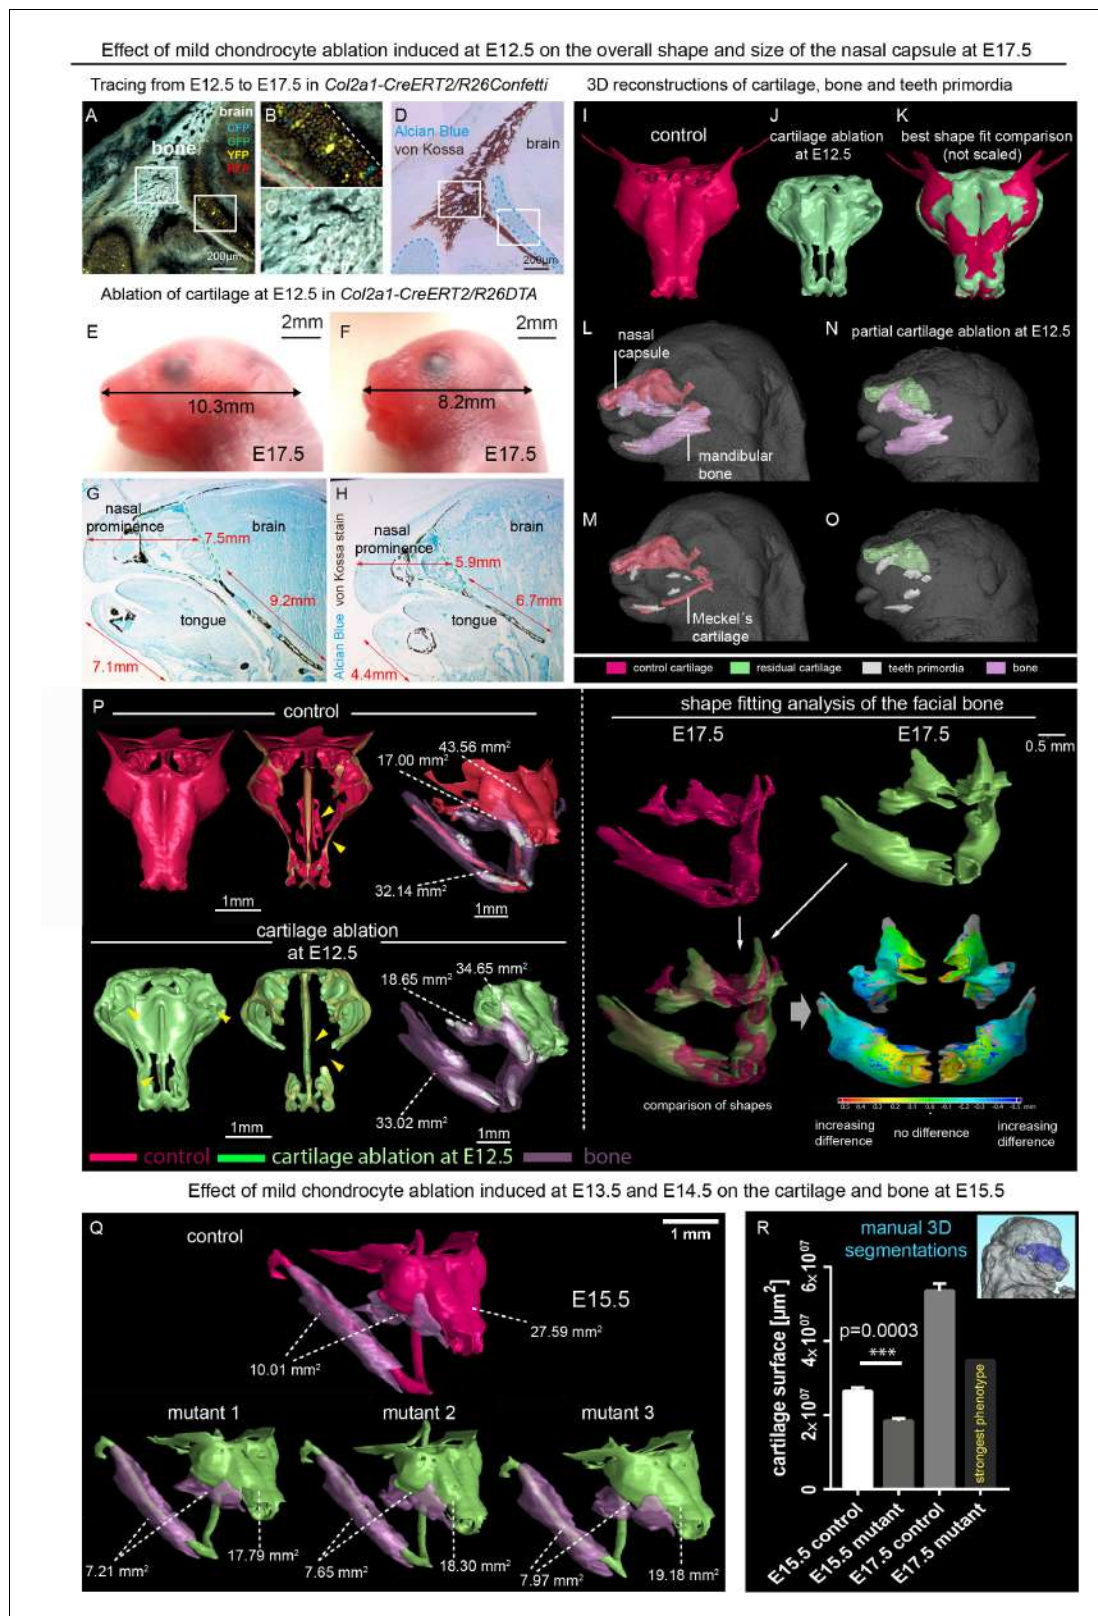 Effect of mild chondrocyte ablation induced at E12.5 on the overall shape and size of the nasal capsule at E17.5
Tracing from E12.5 to E17.5 in Col2a1-CreERT2/R26Confetti
A
brain
CFP
GFP
YFP
RFP
bone
200µm
B
C
D
Alcian Blue
von Kossa
brain
200µm
Ablation of cartilage at E12.5 in Col2a1-CreERT2/R26DTA
E
2mm
10.3mm
E17.5
F
2mm
8.2mm
E17.5
G
nasal
prominence
7.5mm
brain
9.2mm
tongue
7.1mm
Alcian Blue von Kossa stain
H
nasal
prominence
5.9mm
brain
6.7mm
tongue
4.4mm
3D reconstructions of cartilage, bone and teeth primordia
I
control
J
cartilage ablation
at E12.5
K
best shape fit comparison
(not scaled)
L
nasal
capsule
mandibular
bone
N
partial cartilage ablation at E12.5
M
Meckel´s
cartilage
O
control cartilage
residual cartilage
teeth primordia
bone
P
control
43.56 mm²
17.00 mm²
32.14 mm²
1mm
1mm
cartilage ablation
at E12.5
34.65 mm²
18.65 mm²
33.02 mm²
1mm
1mm
control
cartilage ablation at E12.5
bone
shape fitting analysis of the facial bone
E17.5
E17.5
0.5 mm
comparison of shapes
increasing
difference
no difference
increasing
difference
Effect of mild chondrocyte ablation induced at E13.5 and E14.5 on the cartilage and bone at E15.5
Q
control
1 mm
E15.5
27.59 mm²
10.01 mm²
mutant 1
7.21 mm²
17.79 mm²
mutant 2
7.65 mm²
18.30 mm²
mutant 3
7.97 mm²
19.18 mm²
R
manual 3D
segmentations
cartilage surface [µm²]
6×10⁰⁷
4×10⁰⁷
2×10⁰⁷
0
p=0.0003
***
strongest phenotype
E15.5 control
E15.5 mutant
E17.5 control
E17.5 mutant